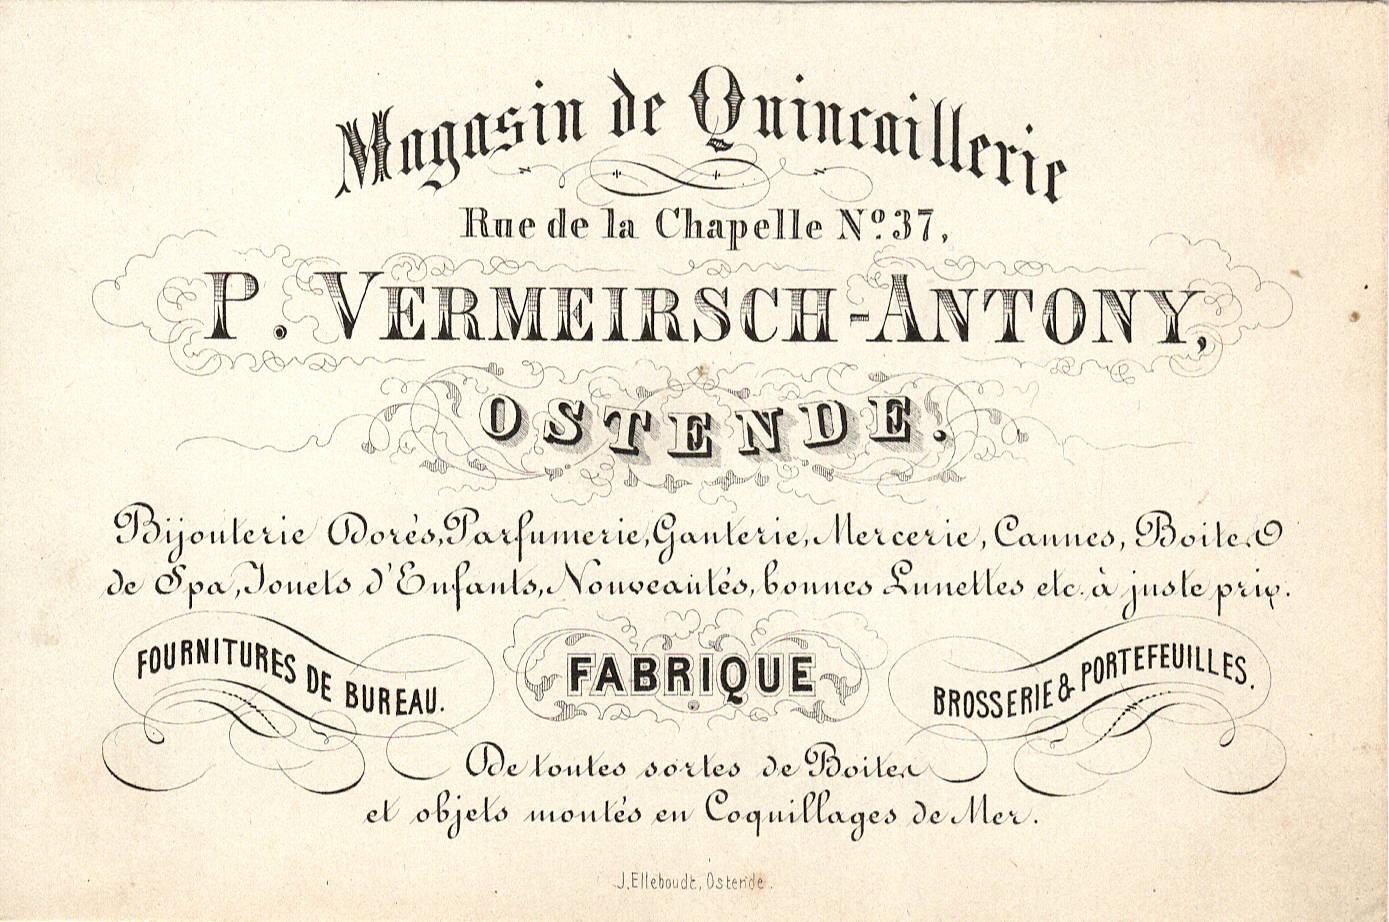 Magasin de Quincaillerie
Rue de la Chapelle Nº 37,
P. VERMEIRSCH-ANTONY,
OSTENDE.
Bijouterie Dorés, Parfumerie, Ganterie, Mercerie, Cannes, Boites
de Spa, Jouets d'Enfants, Nouveautés, bonnes Lunettes etc. à juste prix.
FOURNITURES DE BUREAU.
FABRIQUE
BROSSERIE & PORTEFEUILLES.
De toutes sortes de Boites
et objets montés en Coquillages de Mer.
J. Elleboudt, Ostende.